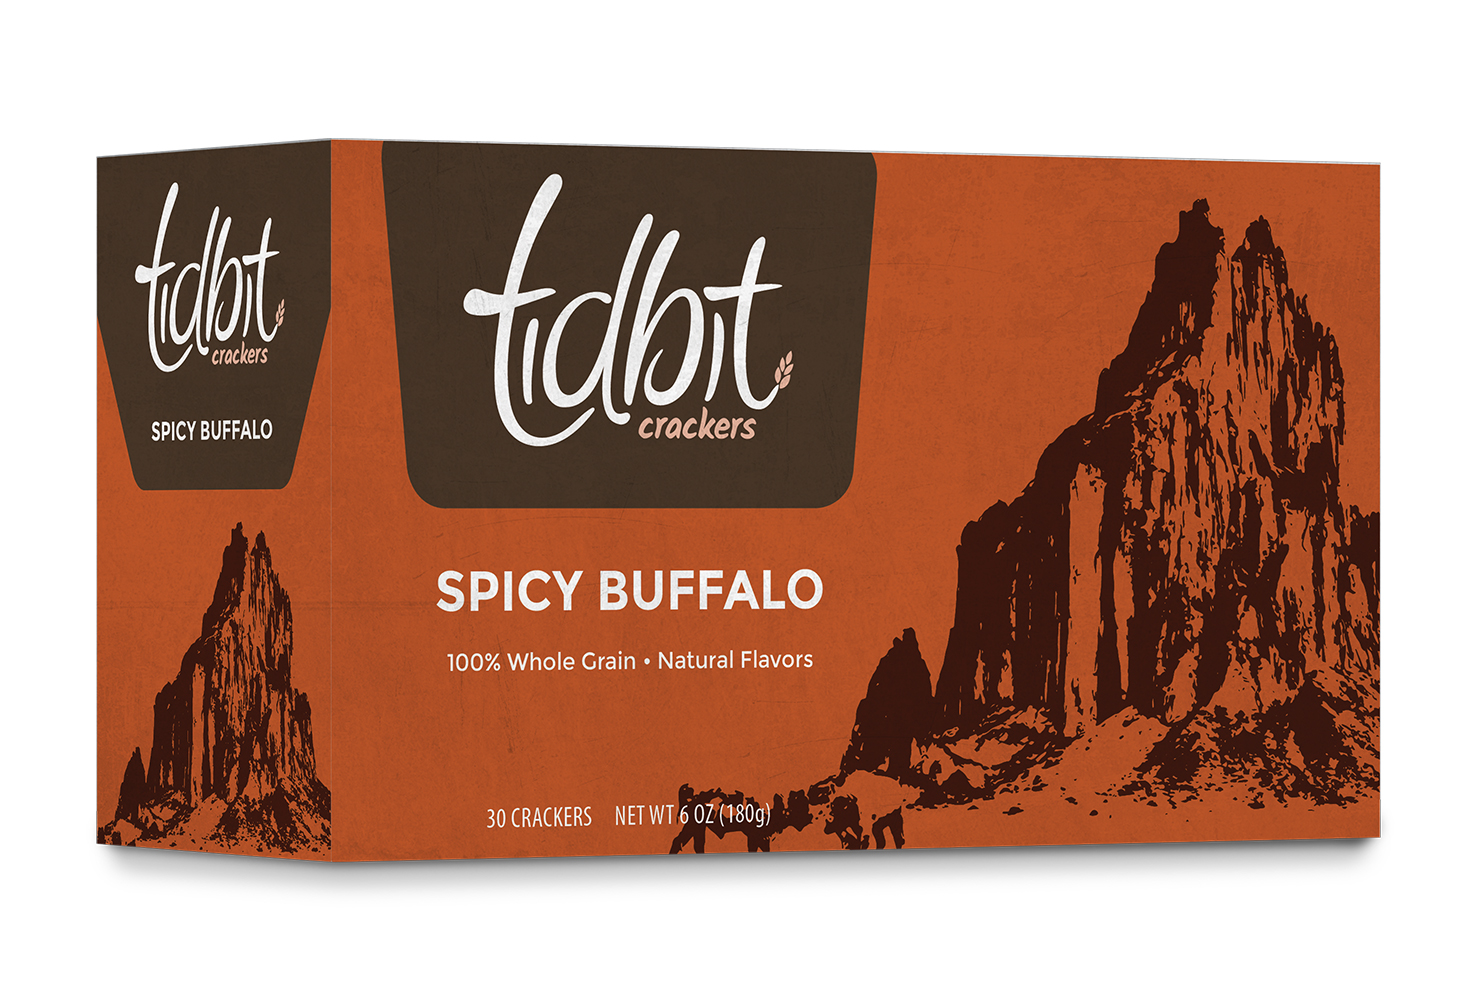 tidbit
crackers
SPICY BUFFALO
tidbit
crackers
SPICY BUFFALO
100% Whole Grain • Natural Flavors
30 CRACKERS NET WT 6 OZ (180g)